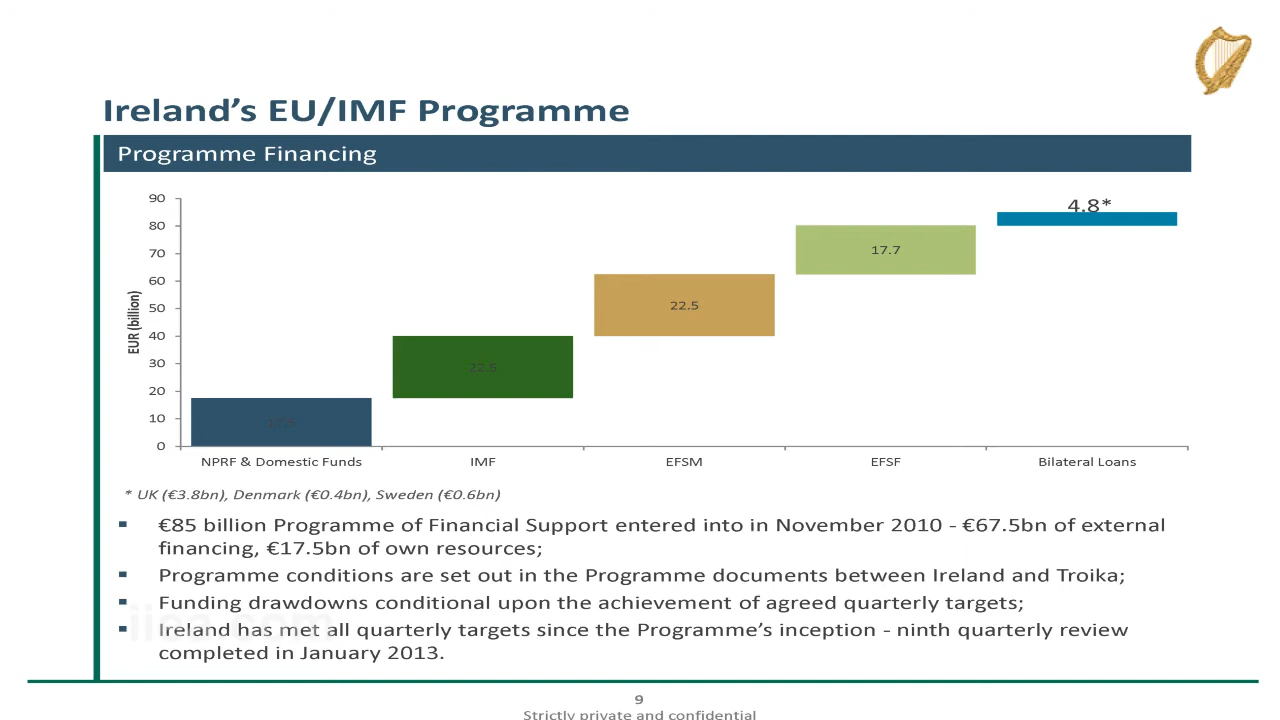 Ireland’s EU/IMF Programme
Programme Financing
EUR (billion)
90
80
70
60
50
40
30
20
10
0
17.5
22.5
22.5
17.7
4.8*
NPRF & Domestic Funds
IMF
EFSM
EFSF
Bilateral Loans
* UK (€3.8bn), Denmark (€0.4bn), Sweden (€0.6bn)
▪ €85 billion Programme of Financial Support entered into in November 2010 - €67.5bn of external
financing, €17.5bn of own resources;
▪ Programme conditions are set out in the Programme documents between Ireland and Troika;
▪ Funding drawdowns conditional upon the achievement of agreed quarterly targets;
▪ Ireland has met all quarterly targets since the Programme’s inception - ninth quarterly review
completed in January 2013.
iiea.com
9
Strictly private and confidential